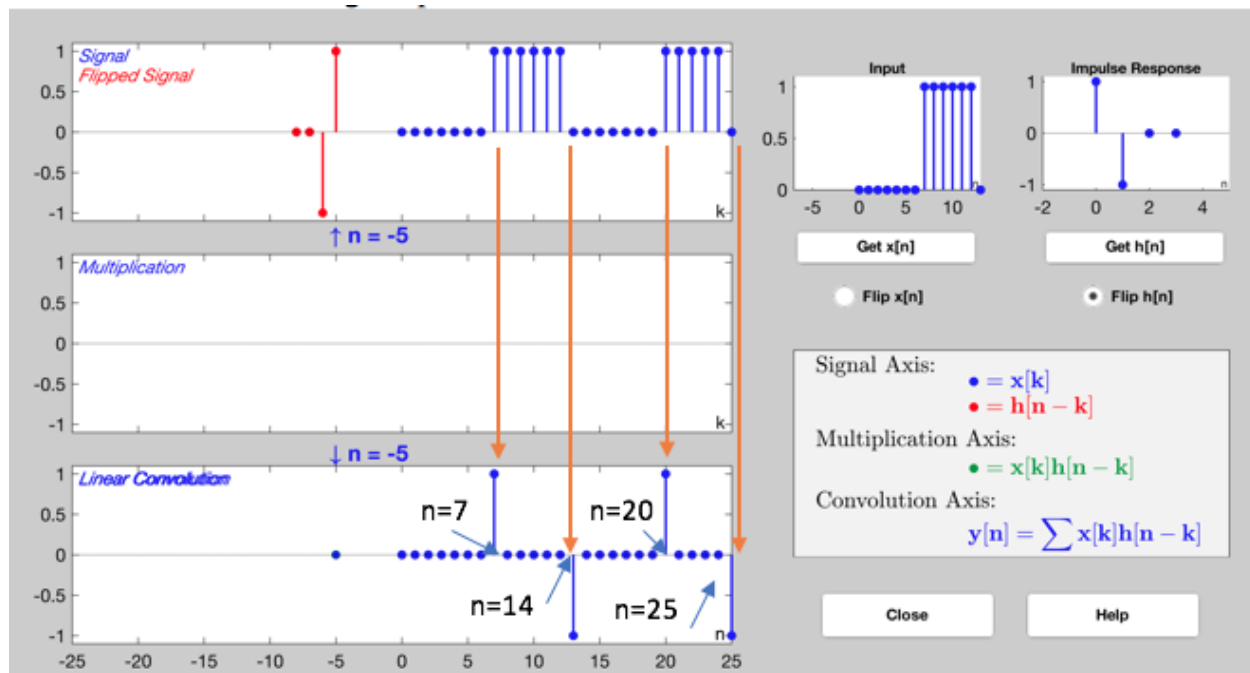 Signal
Flipped Signal
1
0.5
0
-0.5
-1
k
↑ n = -5
Multiplication
1
0.5
0
-0.5
-1
k
↓ n = -5
Linear Convolution
1
0.5
0
-0.5
-1
n=7
n=20
n=14
n=25
n
-25 -20 -15 -10 -5 0 5 10 15 20 25
Input
1
0.5
0
n
-5 0 5 10
Impulse Response
1
0
-1
n
-2 0 2 4
Get x[n]
Get h[n]
Flip x[n]
Flip h[n]
Signal Axis:
• = x[k]
• = h[n − k]
Multiplication Axis:
• = x[k]h[n − k]
Convolution Axis:
y[n] = ∑ x[k]h[n − k]
Close
Help